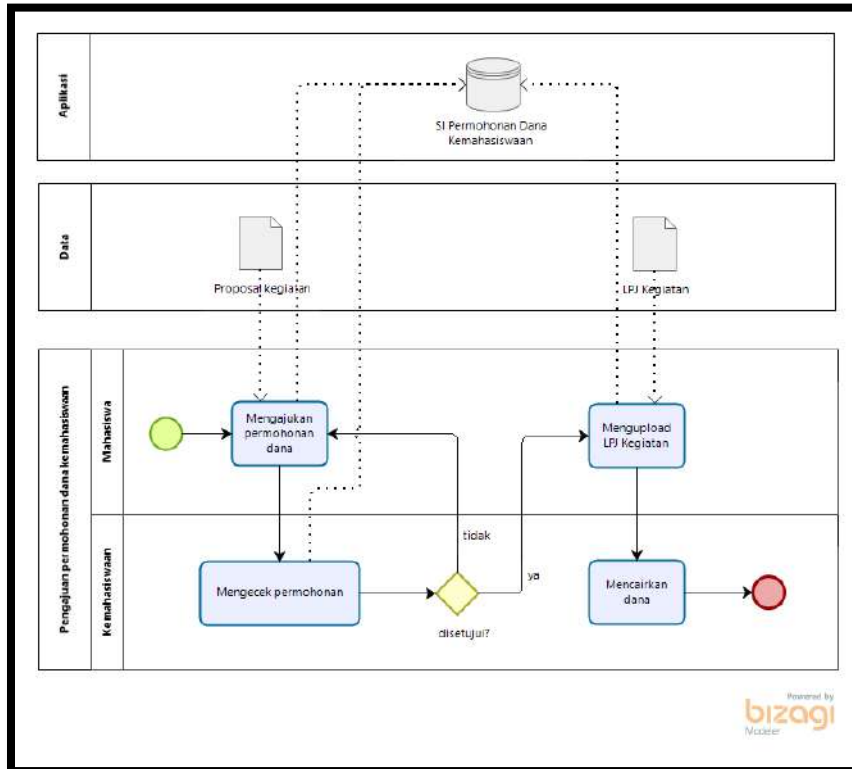 Aplikasi
SI Permohonan Dana
Kemahasiswaan
Data
Proposal kegiatan
LPJ Kegiatan
Pengajuan permohonan dana kemahasiswaan
Mahasiswa
Mengajukan
permohonan
dana
Mengupload
LPJ Kegiatan
Kemahasiswaan
tidak
Mengecek permohonan
ya
Mencairkan
dana
disetujui?
Powered by
bizagi
Modeler